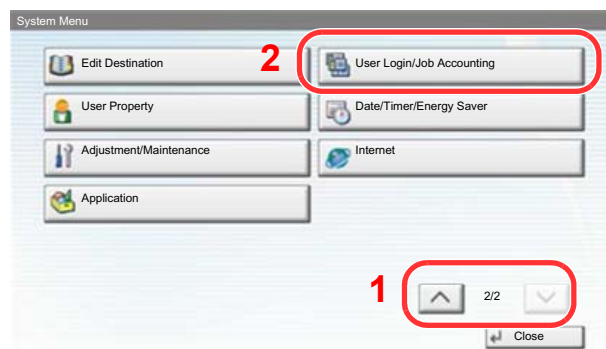 System Menu
2
Edit Destination
User Login/Job Accounting
User Property
Date/Timer/Energy Saver
Adjustment/Maintenance
Internet
Application
1
2/2
Close